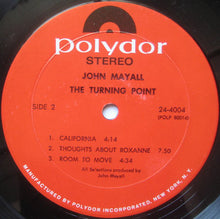 polydor
STEREO
JOHN MAYALL
THE TURNING POINT
SIDE 2
24-4004
(POLP 80014)
1. CALIFORNIA 4:14
2. THOUGHTS ABOUT ROXANNE 7:50
3. ROOM TO MOVE 4:34
All Selections produced by
John Mayall
MANUFACTURED BY POLYDOR INCORPORATED, NEW YORK, N.Y.